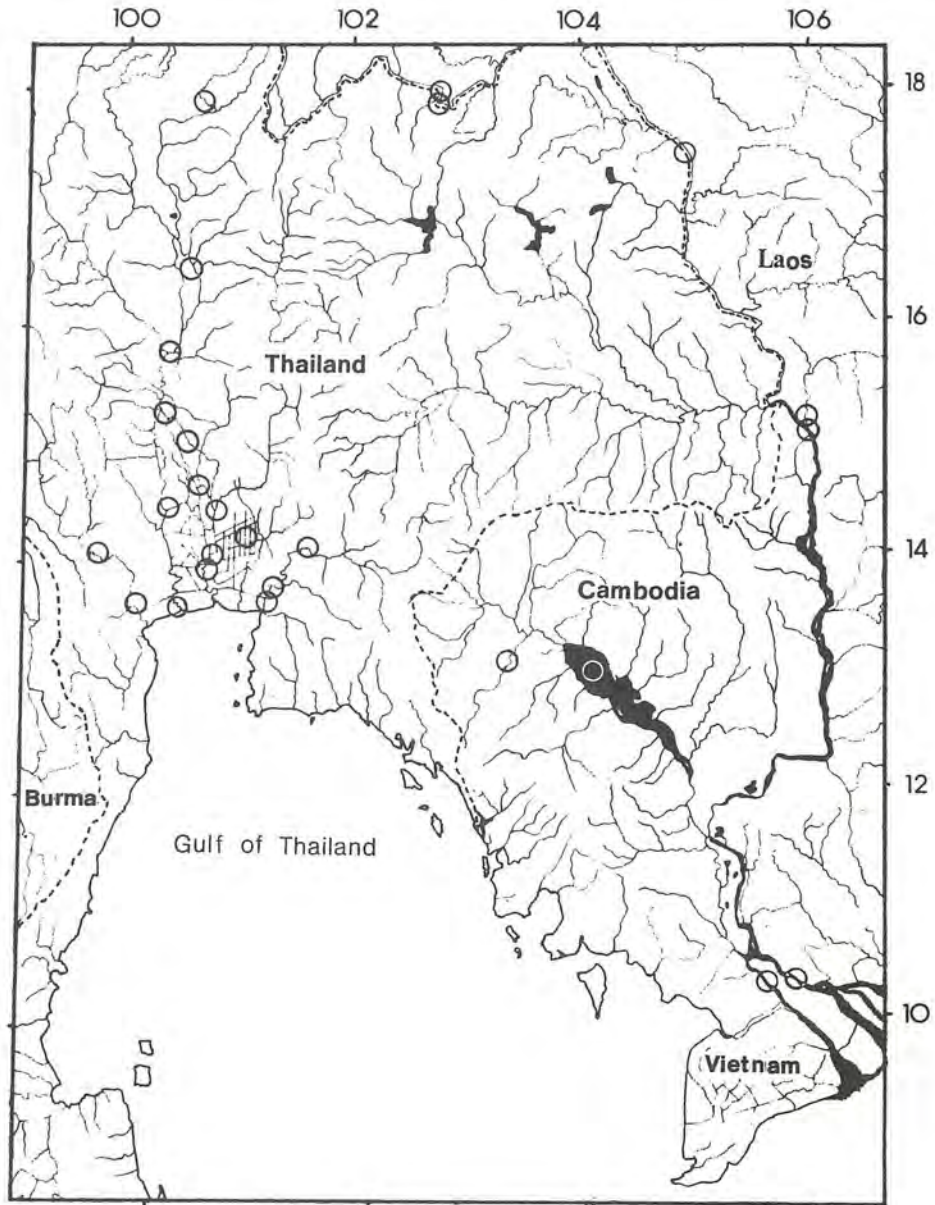 100 102 104 106
18
Laos
16
Thailand
14
Cambodia
12
Burma
Gulf of Thailand
10
Vietnam